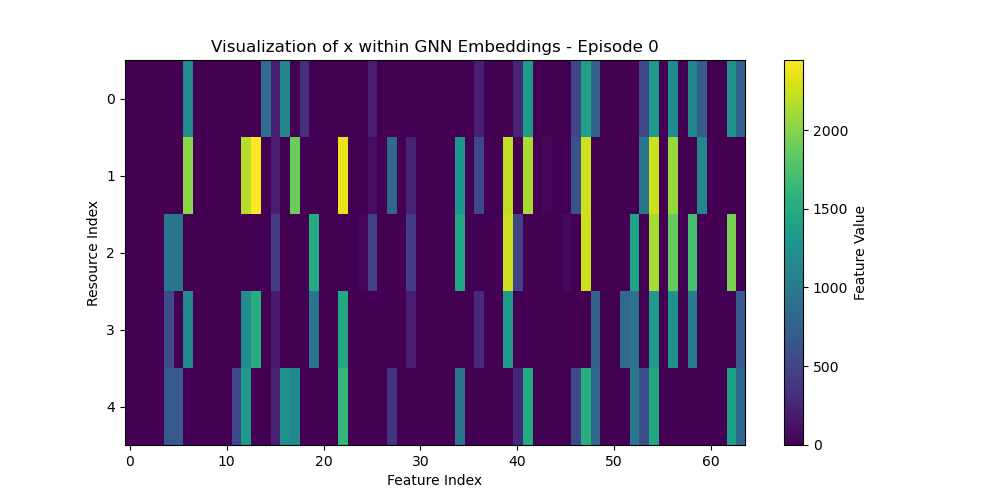 Visualization of x within GNN Embeddings - Episode 0
0
1
2
3
4
Resource Index
0 10 20 30 40 50 60
Feature Index
2000
1500
1000
500
0
Feature Value